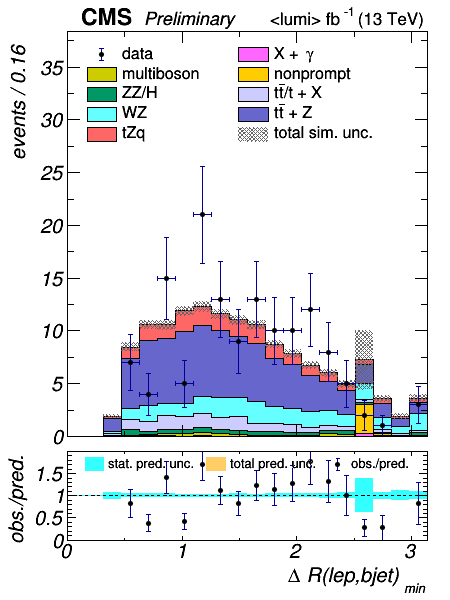 CMS Preliminary <lumi> fb⁻¹ (13 TeV)
events / 0.16
data
multiboson
ZZ/H
WZ
tZq
X + γ
nonprompt
tt̄/t + X
tt̄ + Z
total sim. unc.
35
30
25
20
15
10
5
0
obs./pred.
stat. pred. unc. total pred. unc. obs./pred.
1.5
1
0.5
0
0 1 2 3
Δ R(lep,bjet) min